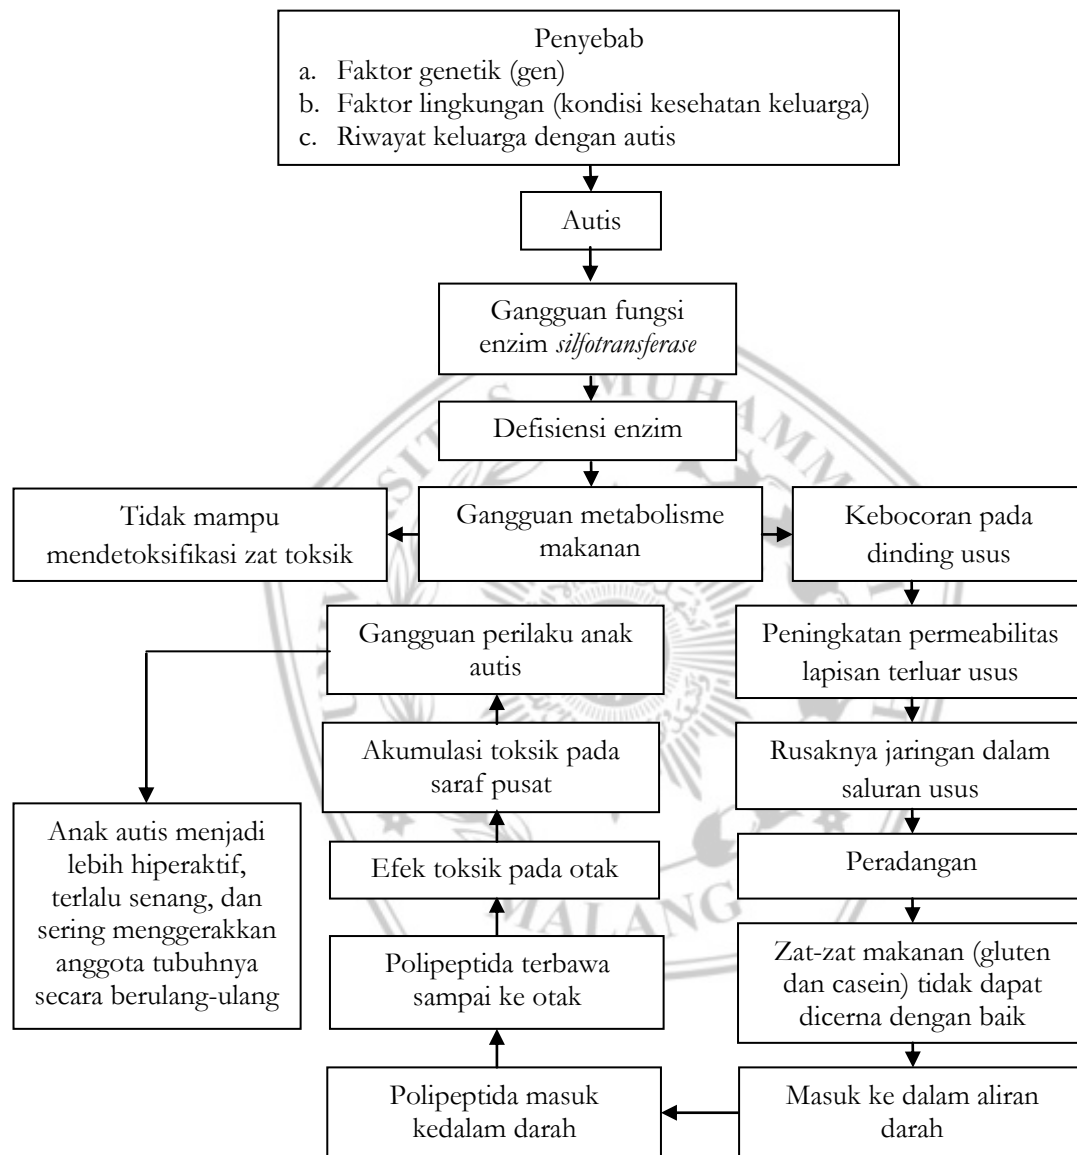 Penyebab
a. Faktor genetik (gen)
b. Faktor lingkungan (kondisi kesehatan keluarga)
c. Riwayat keluarga dengan autis
Autis
Gangguan fungsi
enzim silfotransferase
Defisiensi enzim
Gangguan metabolisme
makanan
Tidak mampu
mendetoksifikasi zat toksik
Kebocoran pada
dinding usus
Peningkatan permeabilitas
lapisan terluar usus
Rusaknya jaringan dalam
saluran usus
Peradangan
Zat-zat makanan (gluten
dan casein) tidak dapat
dicerna dengan baik
Masuk ke dalam aliran
darah
Polipeptida masuk
kedalam darah
Polipeptida terbawa
sampai ke otak
Efek toksik pada otak
Akumulasi toksik pada
saraf pusat
Gangguan perilaku anak
autis
Anak autis menjadi
lebih hiperaktif,
terlalu senang, dan
sering menggerakkan
anggota tubuhnya
secara berulang-ulang
MALANG